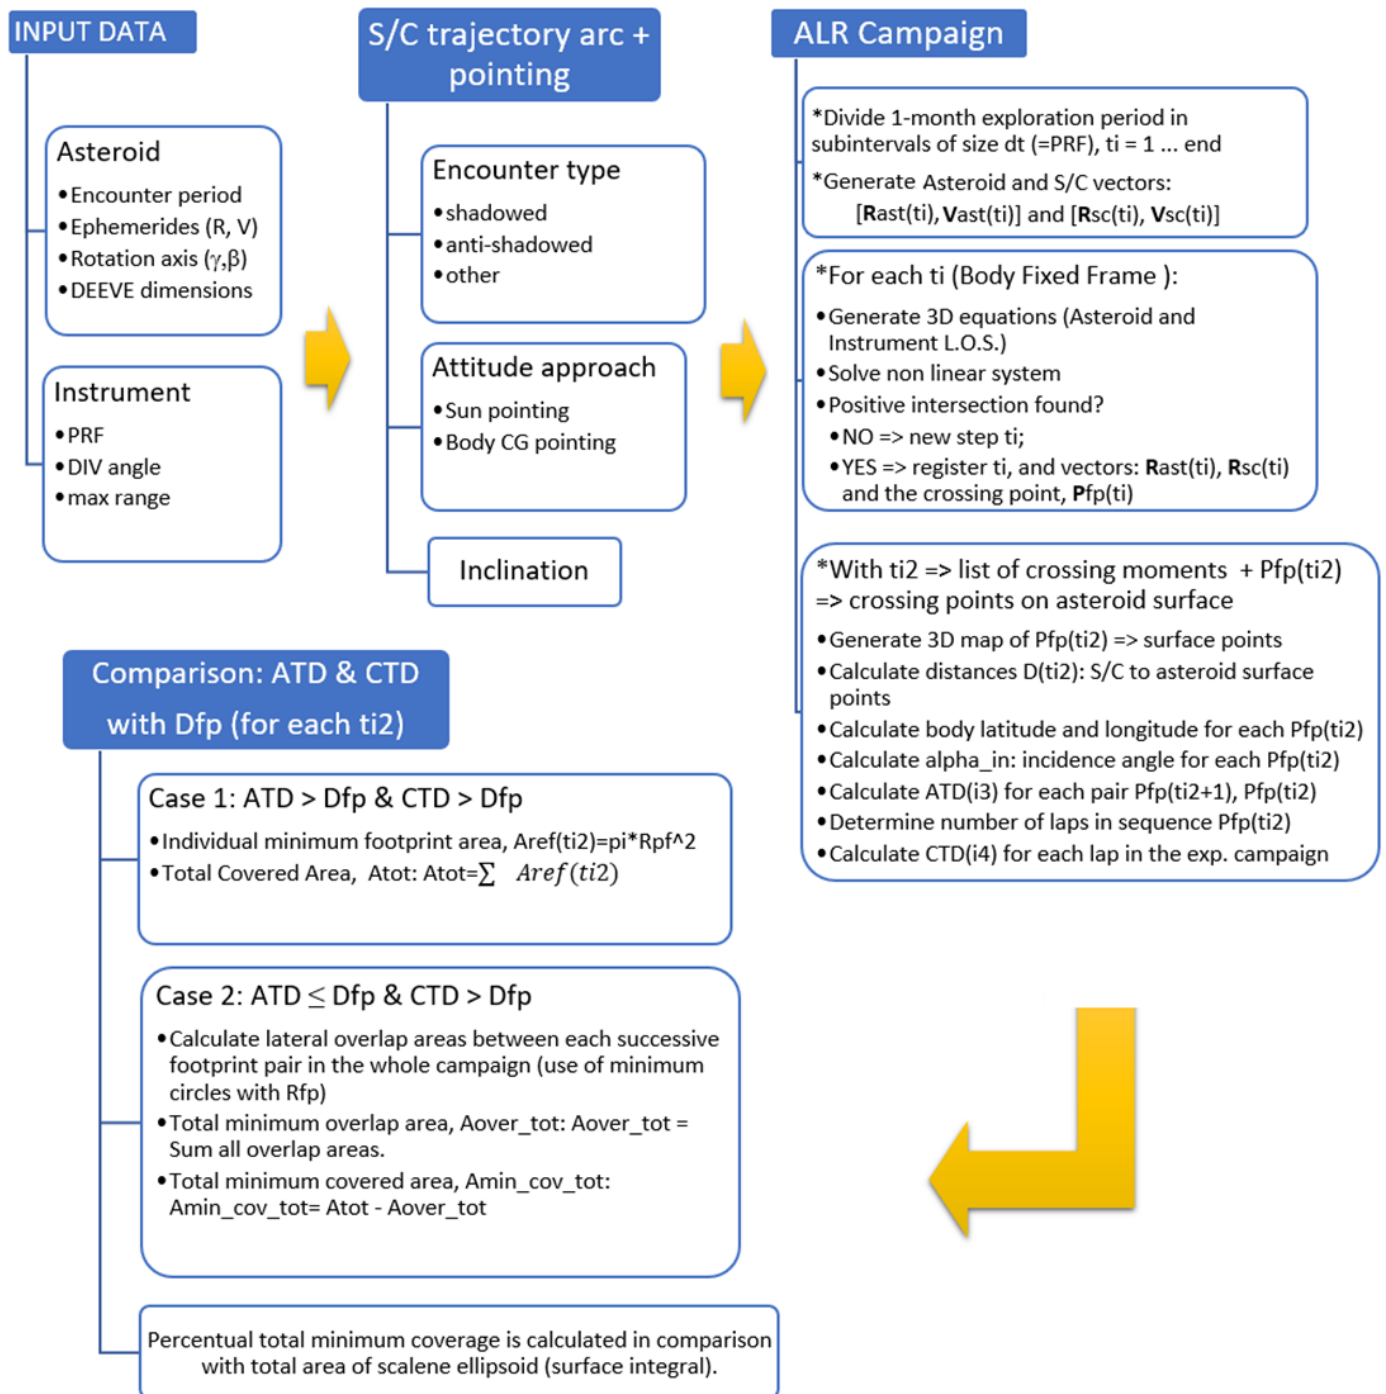 INPUT DATA
Asteroid
•Encounter period
•Ephemerides (R, V)
•Rotation axis (γ,β)
•DEEVE dimensions
Instrument
•PRF
•DIV angle
•max range
S/C trajectory arc +
pointing
Encounter type
•shadowed
•anti-shadowed
•other
Attitude approach
•Sun pointing
•Body CG pointing
Inclination
ALR Campaign
*Divide 1-month exploration period in
subintervals of size dt (=PRF), ti = 1 ... end
*Generate Asteroid and S/C vectors:
[Rast(ti), Vast(ti)] and [Rsc(ti), Vsc(ti)]
*For each ti (Body Fixed Frame ):
•Generate 3D equations (Asteroid and
Instrument L.O.S.)
•Solve non linear system
•Positive intersection found?
•NO => new step ti;
•YES => register ti, and vectors: Rast(ti), Rsc(ti)
and the crossing point, Pfp(ti)
*With ti2 => list of crossing moments + Pfp(ti2)
=> crossing points on asteroid surface
•Generate 3D map of Pfp(ti2) => surface points
•Calculate distances D(ti2): S/C to asteroid surface
points
•Calculate body latitude and longitude for each Pfp(ti2)
•Calculate alpha_in: incidence angle for each Pfp(ti2)
•Calculate ATD(i3) for each pair Pfp(ti2+1), Pfp(ti2)
•Determine number of laps in sequence Pfp(ti2)
•Calculate CTD(i4) for each lap in the exp. campaign
Comparison: ATD & CTD
with Dfp (for each ti2)
Case 1: ATD > Dfp & CTD > Dfp
•Individual minimum footprint area, Aref(ti2)=pi*Rpf^2
•Total Covered Area, Atot: Atot=∑ Aref(ti2)
Case 2: ATD ≤ Dfp & CTD > Dfp
•Calculate lateral overlap areas between each successive
footprint pair in the whole campaign (use of minimum
circles with Rfp)
•Total minimum overlap area, Aover_tot: Aover_tot =
Sum all overlap areas.
•Total minimum covered area, Amin_cov_tot:
Amin_cov_tot= Atot - Aover_tot
Percentual total minimum coverage is calculated in comparison
with total area of scalene ellipsoid (surface integral).